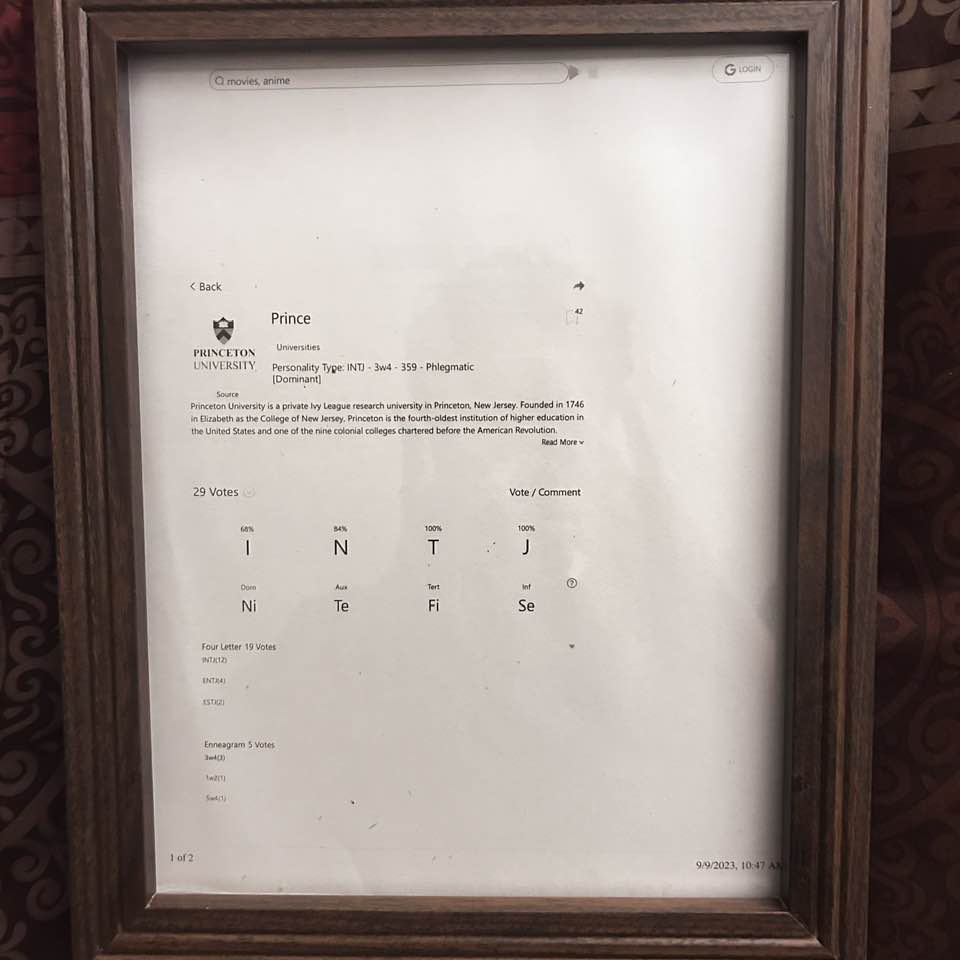 movies, anime
G LOGIN
< Back
42
Prince
PRINCETON
UNIVERSITY
Universities
Personality Type: INTJ - 3w4 - 359 - Phlegmatic
[Dominant]
Source
Princeton University is a private Ivy League research university in Princeton, New Jersey. Founded in 1746
in Elizabeth as the College of New Jersey, Princeton is the fourth-oldest institution of higher education in
the United States and one of the nine colonial colleges chartered before the American Revolution.
Read More
29 Votes
Vote / Comment
68% 84% 100% 100%
I N T J
Dom Aux Tert Inf ?
Ni Te Fi Se
Four Letter 19 Votes
INTJ(12)
ENTJ(4)
ESTJ(2)
Enneagram 5 Votes
3w4(3)
1w2(1)
5w4(1)
1 of 2
9/9/2023, 10:47 AM